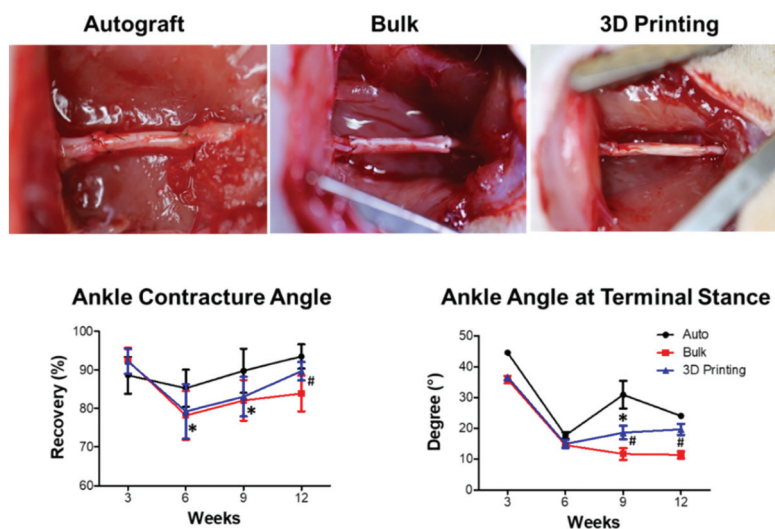 Autograft Bulk 3D Printing
Ankle Contracture Angle
Recovery (%)
100
90
80
70
60
*
*
#
3 6 9 12
Weeks
Ankle Angle at Terminal Stance
Degree (°)
50
40
30
20
10
0
Auto
Bulk
3D Printing
*
#
#
3 6 9 12
Weeks